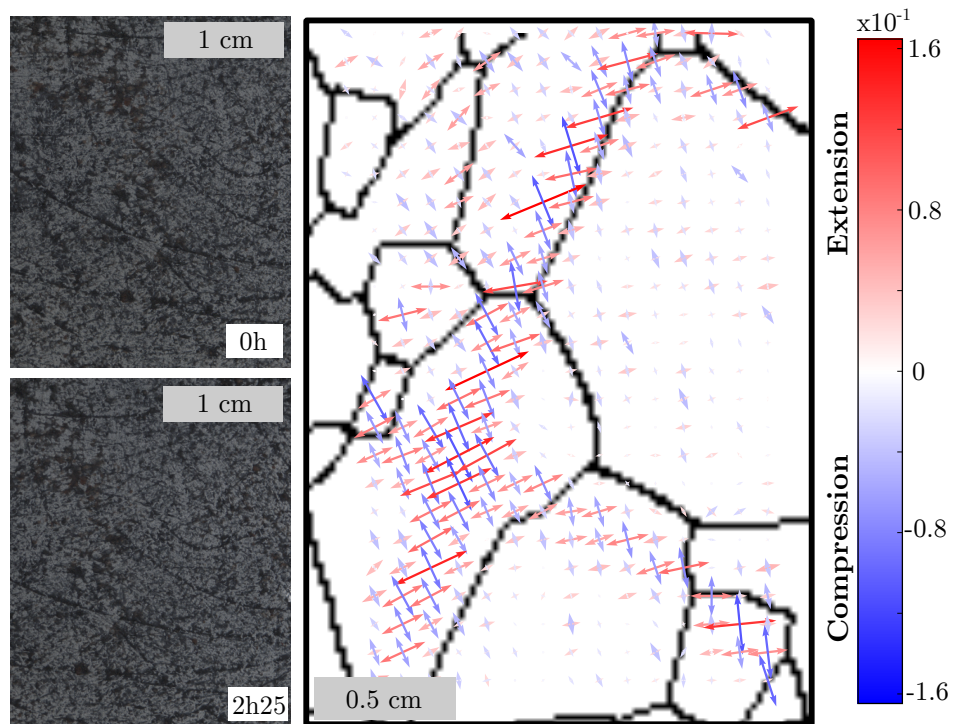 1 cm
0h
1 cm
2h25
0.5 cm
x10-1
1.6
0.8
0
-0.8
-1.6
Extension
Compression